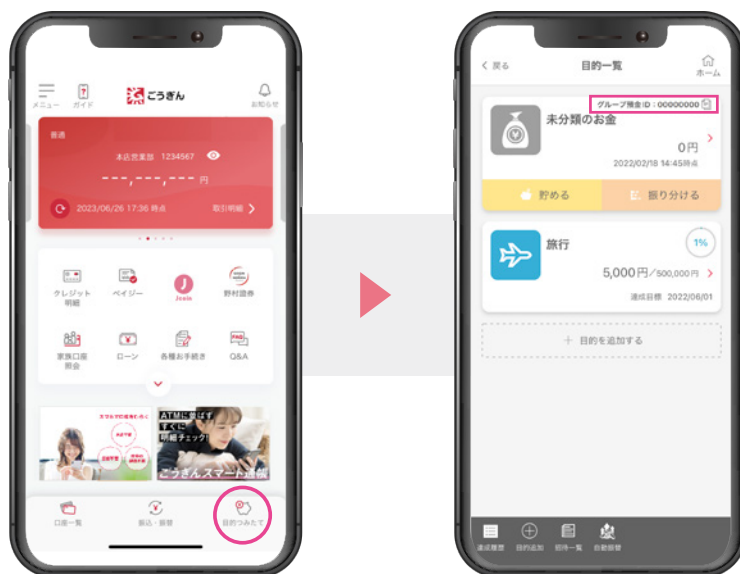 メニュー
ガイド
ごうぎん
お知らせ
普通
本店営業部 1234567
---,---,--- 円
2023/06/26 17:36 時点
取引明細
クレジット
明細
ペイジー
J
Josis
野村證券
家族口座
照会
ローン
各種お手続き
FAQ
Q&A
スマホで口座をひらく
ATMに並ばず
すぐに
明細チェック!
ごうぎんスマート通帳
口座一覧
振込・振替
目的つみたて
戻る
目的一覧
ホーム
グループ預金ID:00000000
未分類のお金
0円
2022/02/18 14:45時点
貯める
振り分ける
旅行
1%
5,000円/500,000円
達成目標 2022/06/01
+ 目的を追加する
達成履歴
目的追加
招待一覧
自動振替